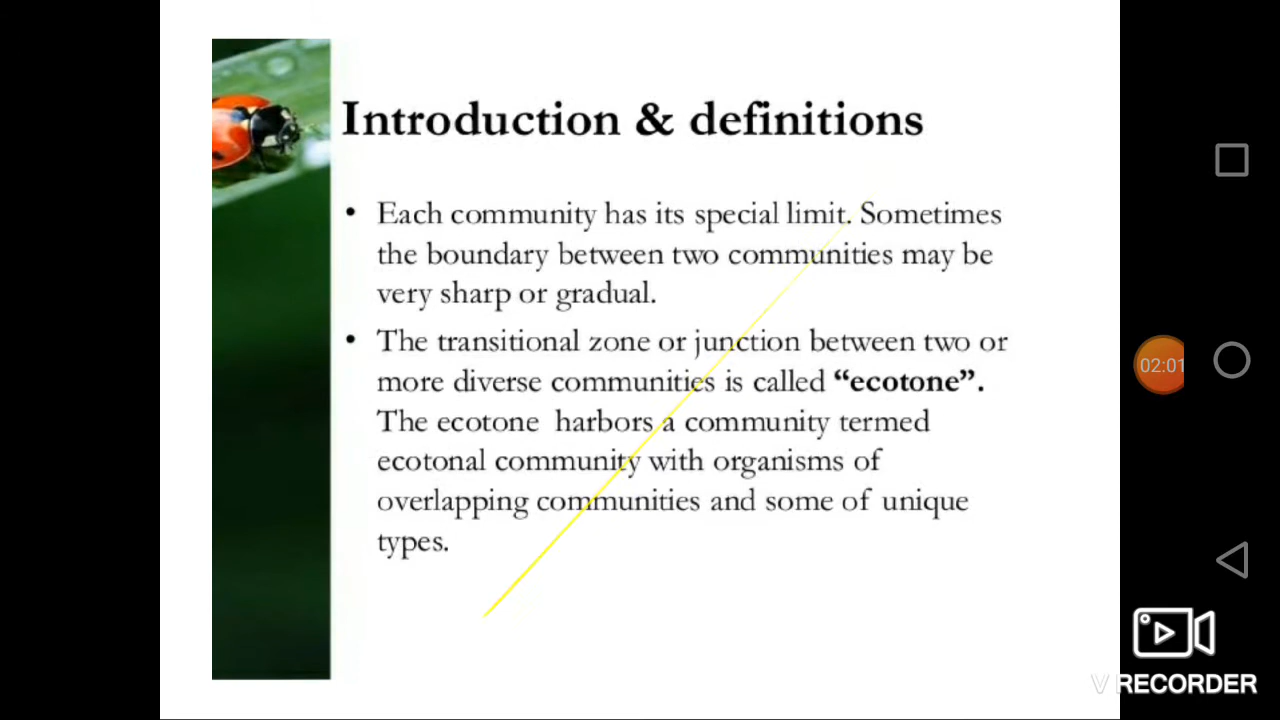 Introduction & definitions
• Each community has its special limit. Sometimes
the boundary between two communities may be
very sharp or gradual.
• The transitional zone or junction between two or
more diverse communities is called “ecotone”.
The ecotone harbors a community termed
ecotonal community with organisms of
overlapping communities and some of unique
types.
02:01
V RECORDER